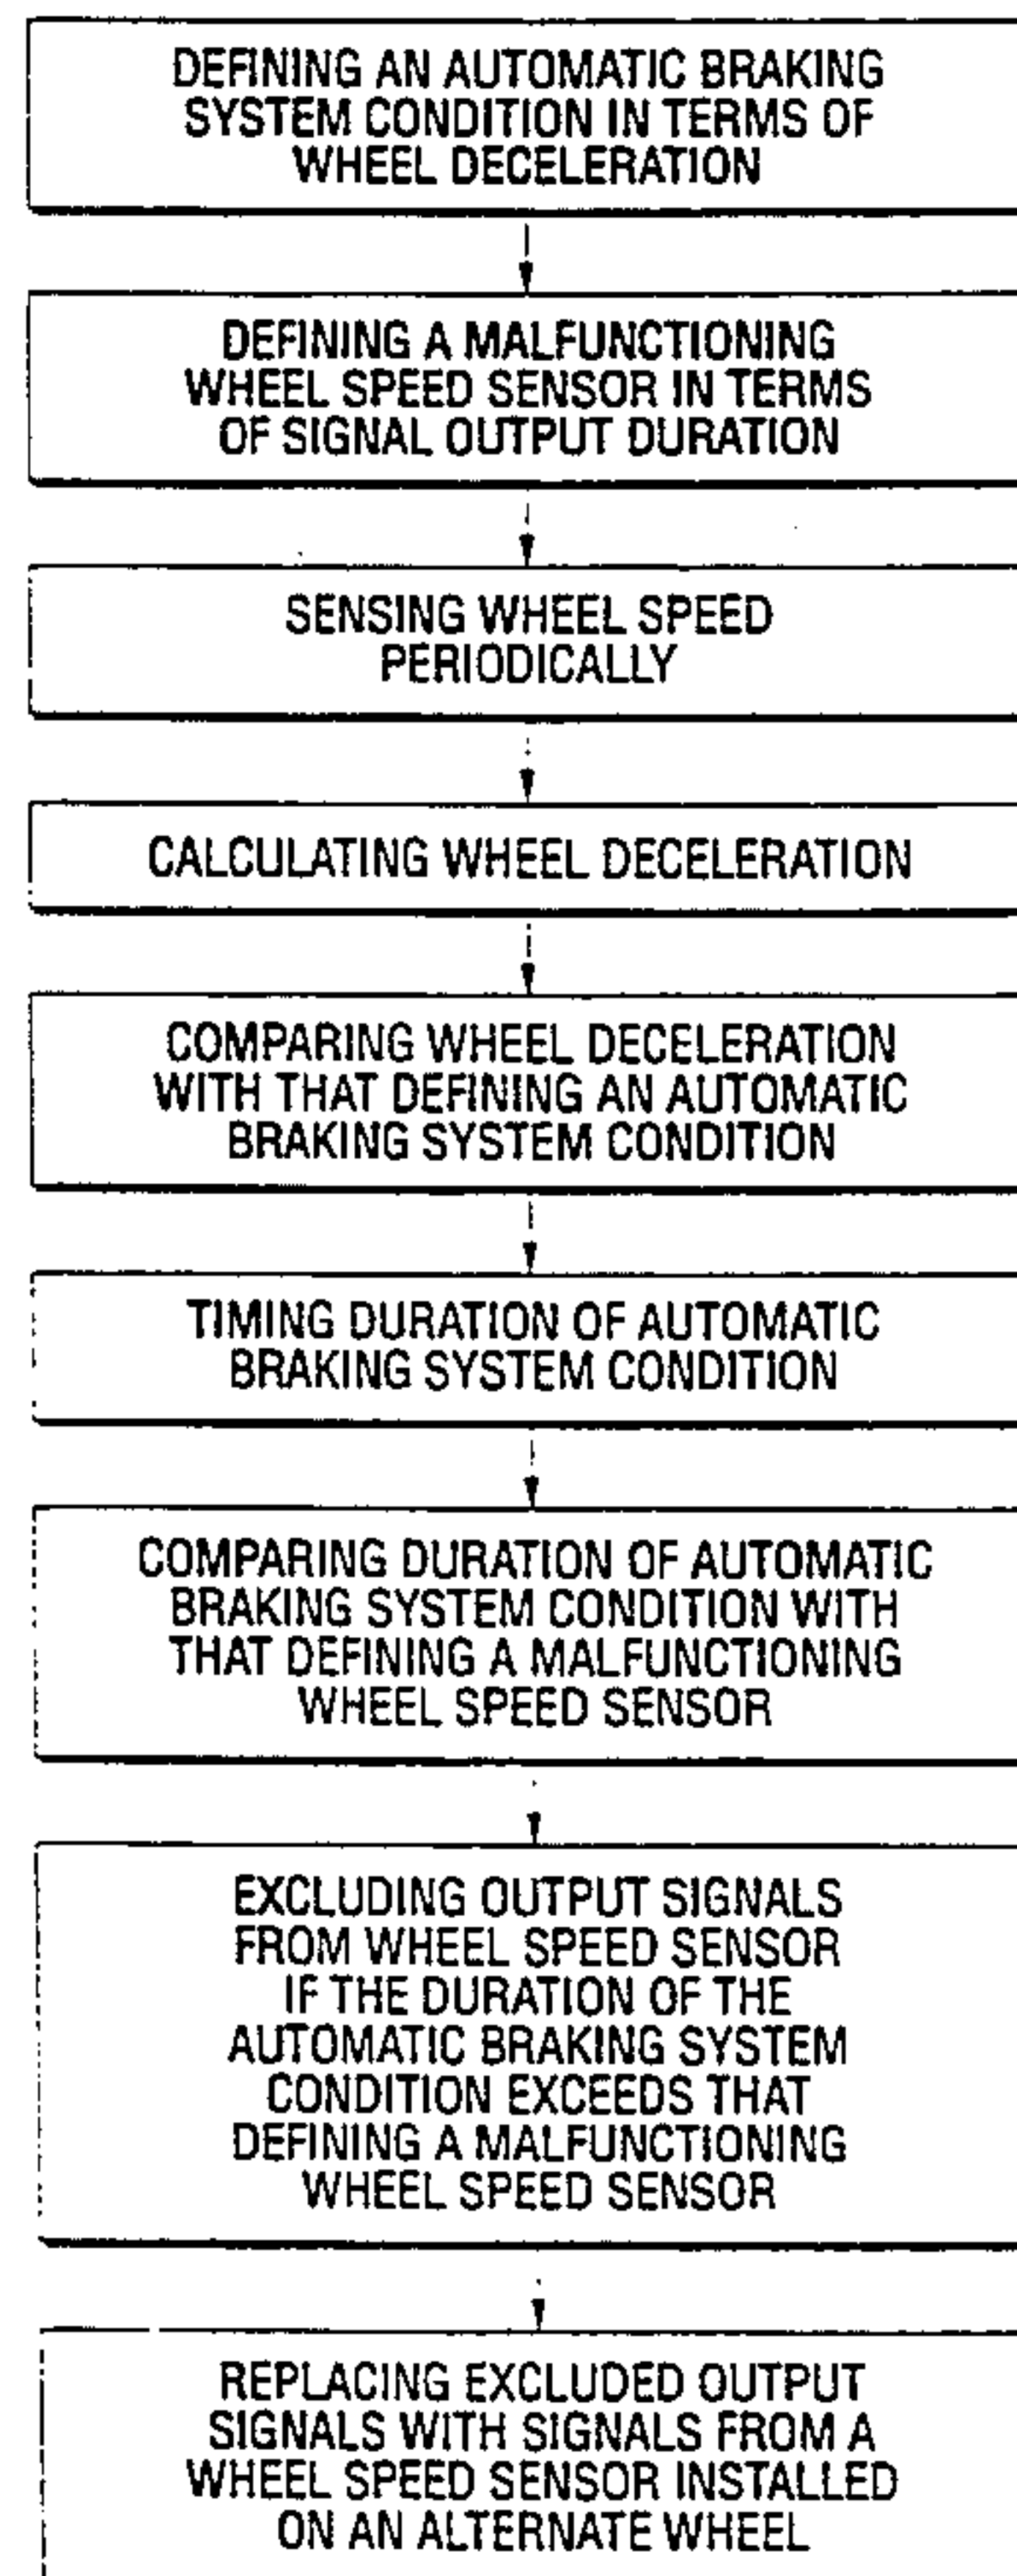 DEFINING AN AUTOMATIC BRAKING
SYSTEM CONDITION IN TERMS OF
WHEEL DECELERATION
DEFINING A MALFUNCTIONING
WHEEL SPEED SENSOR IN TERMS
OF SIGNAL OUTPUT DURATION
SENSING WHEEL SPEED
PERIODICALLY
CALCULATING WHEEL DECELERATION
COMPARING WHEEL DECELERATION
WITH THAT DEFINING AN AUTOMATIC
BRAKING SYSTEM CONDITION
TIMING DURATION OF AUTOMATIC
BRAKING SYSTEM CONDITION
COMPARING DURATION OF AUTOMATIC
BRAKING SYSTEM CONDITION WITH
THAT DEFINING A MALFUNCTIONING
WHEEL SPEED SENSOR
EXCLUDING OUTPUT SIGNALS
FROM WHEEL SPEED SENSOR
IF THE DURATION OF THE
AUTOMATIC BRAKING SYSTEM
CONDITION EXCEEDS THAT
DEFINING A MALFUNCTIONING
WHEEL SPEED SENSOR
REPLACING EXCLUDED OUTPUT
SIGNALS WITH SIGNALS FROM A
WHEEL SPEED SENSOR INSTALLED
ON AN ALTERNATE WHEEL